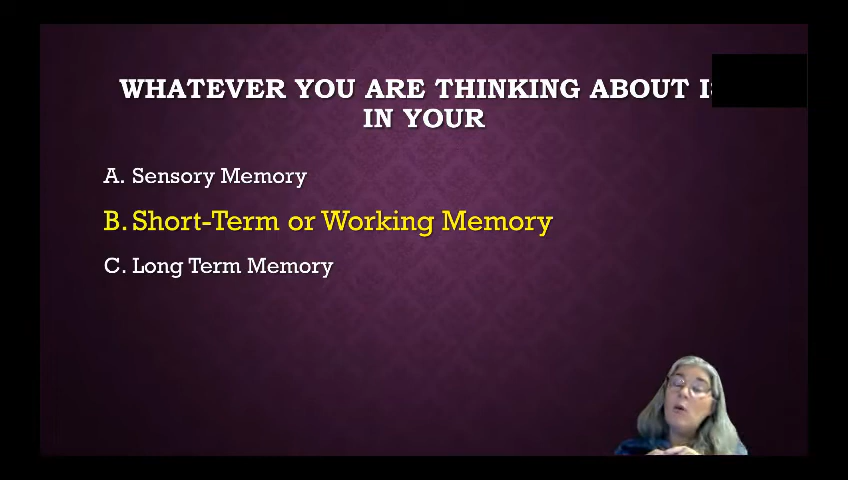 WHATEVER YOU ARE THINKING ABOUT
IN YOUR
A. Sensory Memory
B. Short-Term or Working Memory
C. Long Term Memory